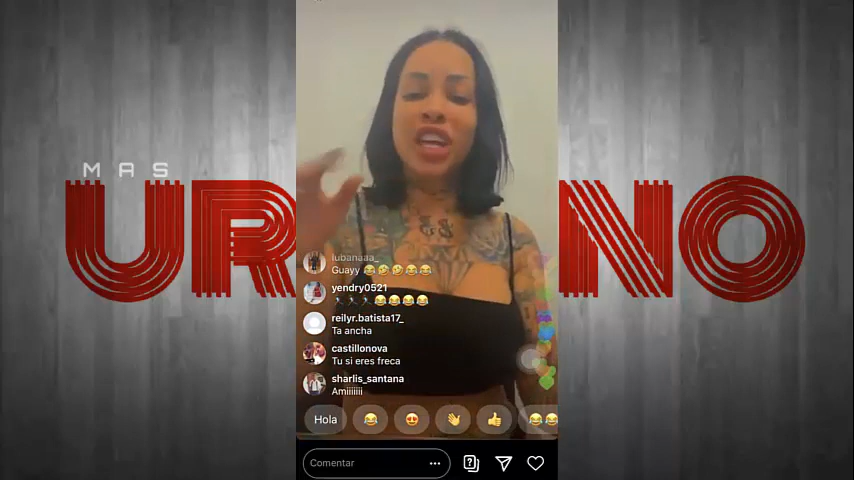 MAS
UR NO
lubanaaa_
Guayy 😂🤣🤣😂😂
yendry0521
😂😂😂😂
reilyr.batista17_
Ta ancha
castillonova
Tu si eres freca
sharlis_santana
Amiiiiiii
Hola
Comentar